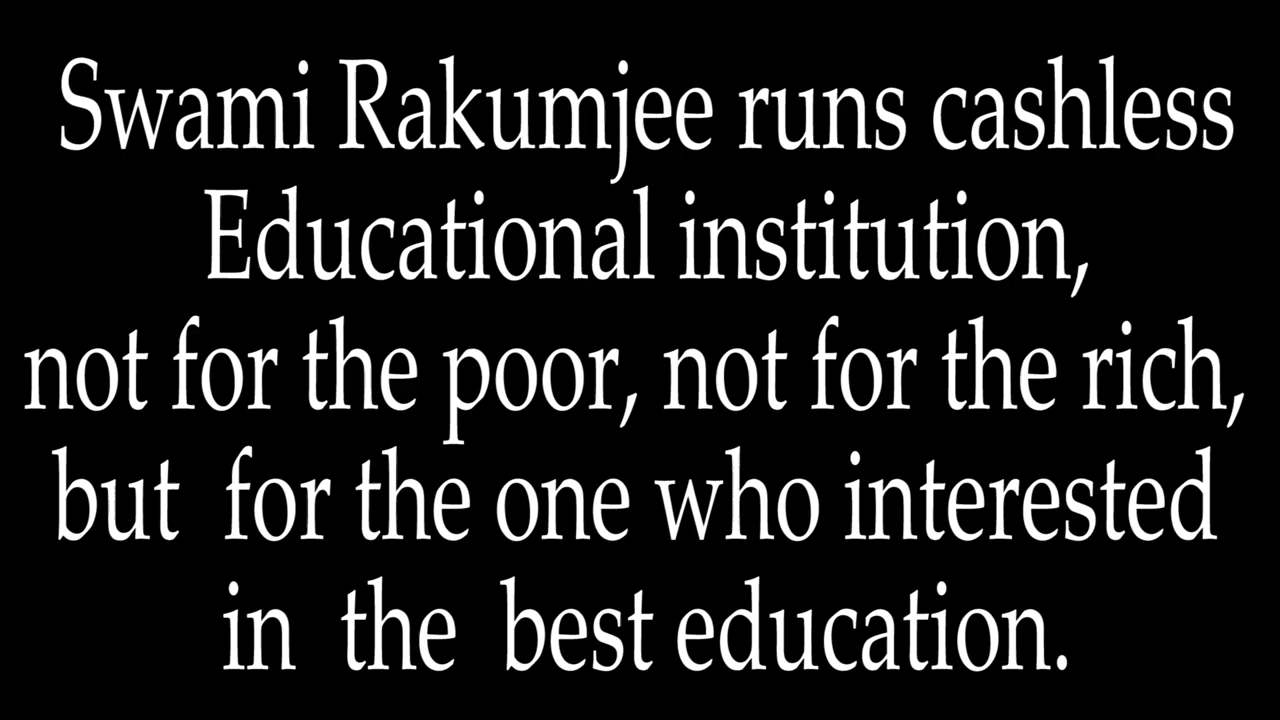 Swami Rakumjee runs cashless
Educational institution,
not for the poor, not for the rich,
but for the one who interested
in the best education.